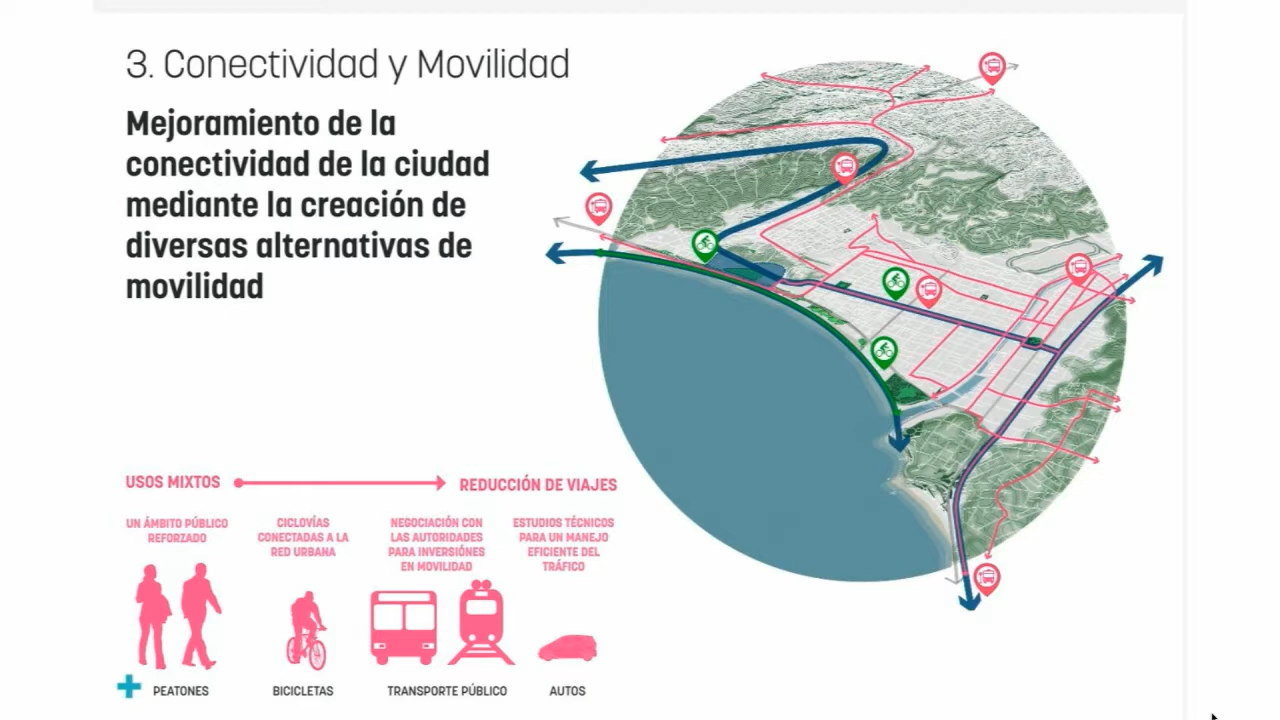 3. Conectividad y Movilidad
Mejoramiento de la
conectividad de la ciudad
mediante la creación de
diversas alternativas de
movilidad
USOS MIXTOS
REDUCCIÓN DE VIAJES
UN ÁMBITO PÚBLICO
REFORZADO
CICLOVÍAS
CONECTADAS A LA
RED URBANA
NEGOCIACIÓN CON
LAS AUTORIDADES
PARA INVERSIÓNES
EN MOVILIDAD
ESTUDIOS TÉCNICOS
PARA UN MANEJO
EFICIENTE DEL
TRÁFICO
PEATONES
BICICLETAS
TRANSPORTE PÚBLICO
AUTOS